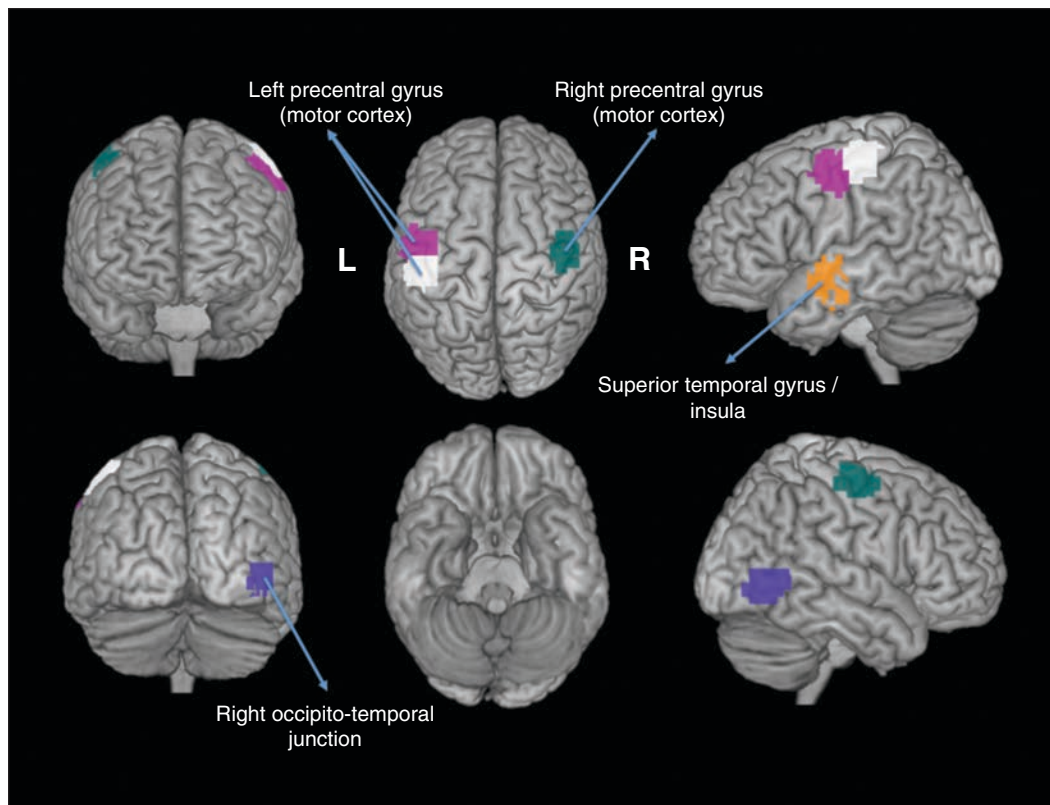 Left precentral gyrus
(motor cortex)
Right precentral gyrus
(motor cortex)
L
R
Superior temporal gyrus /
insula
Right occipito-temporal
junction